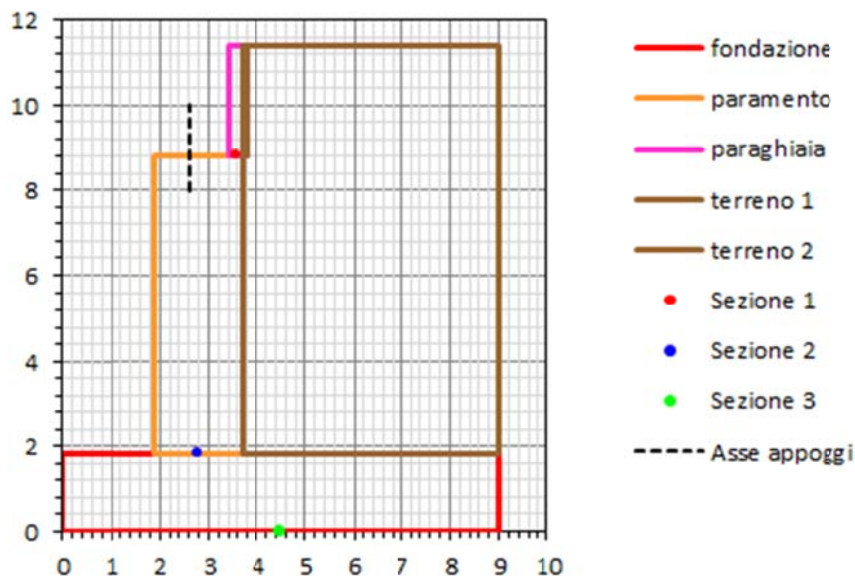 12
10
8
6
4
2
0
0 1 2 3 4 5 6 7 8 9 10
fondazione
paramento
paraghiaia
terreno 1
terreno 2
Sezione 1
Sezione 2
Sezione 3
Asse appoggi